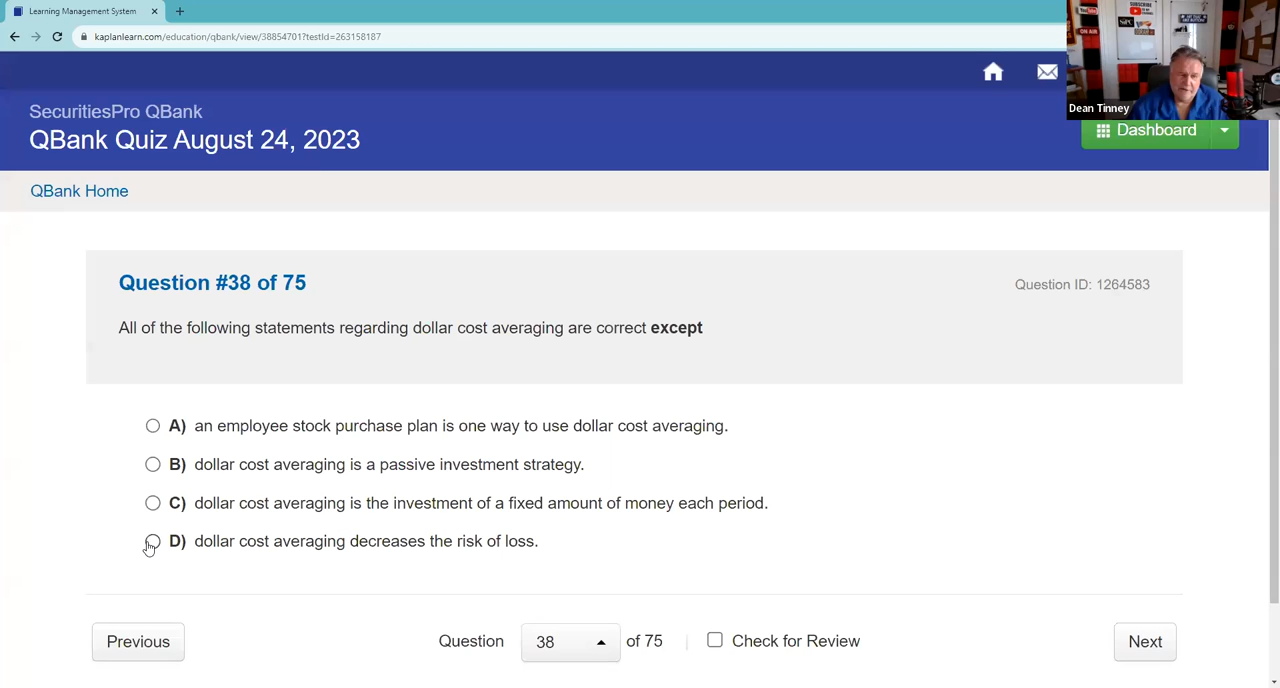 Learning Management System
kaplanlearn.com/education/qbank/view/38854701?testId=263158187
ON AIR
SUBSCRIBE
SIPC
Dean Tinney
SecuritiesPro QBank
QBank Quiz August 24, 2023
Dashboard
QBank Home
Question #38 of 75
Question ID: 1264583
All of the following statements regarding dollar cost averaging are correct except
A) an employee stock purchase plan is one way to use dollar cost averaging.
B) dollar cost averaging is a passive investment strategy.
C) dollar cost averaging is the investment of a fixed amount of money each period.
D) dollar cost averaging decreases the risk of loss.
Previous
Question 38 of 75
Check for Review
Next